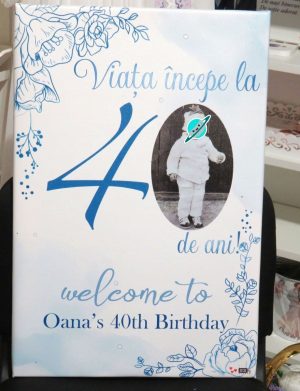 Viața începe la
40
de ani!
welcome to
Oana's 40th Birthday